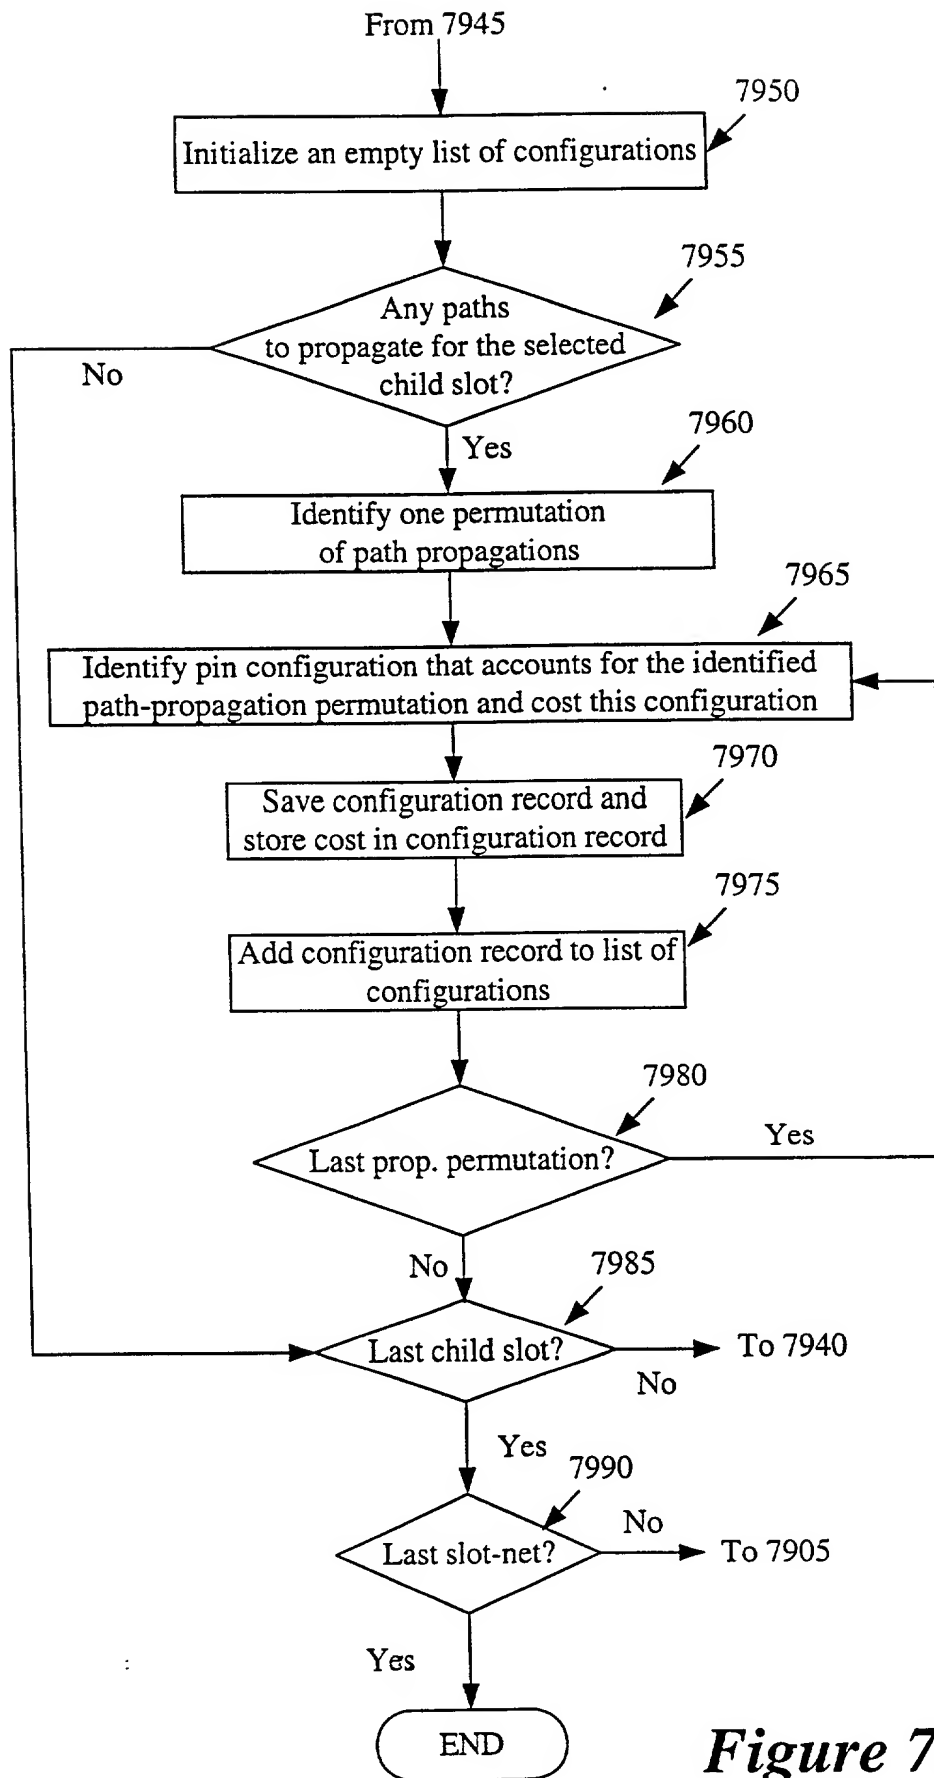 From 7945
7950
Initialize an empty list of configurations
7955
Any paths
to propagate for the selected
child slot?
No
Yes
7960
Identify one permutation
of path propagations
7965
Identify pin configuration that accounts for the identified
path-propagation permutation and cost this configuration
7970
Save configuration record and
store cost in configuration record
7975
Add configuration record to list of
configurations
7980
Last prop. permutation?
Yes
No
7985
Last child slot?
To 7940
No
Yes
7990
Last slot-net?
No
To 7905
Yes
END
Figure 7